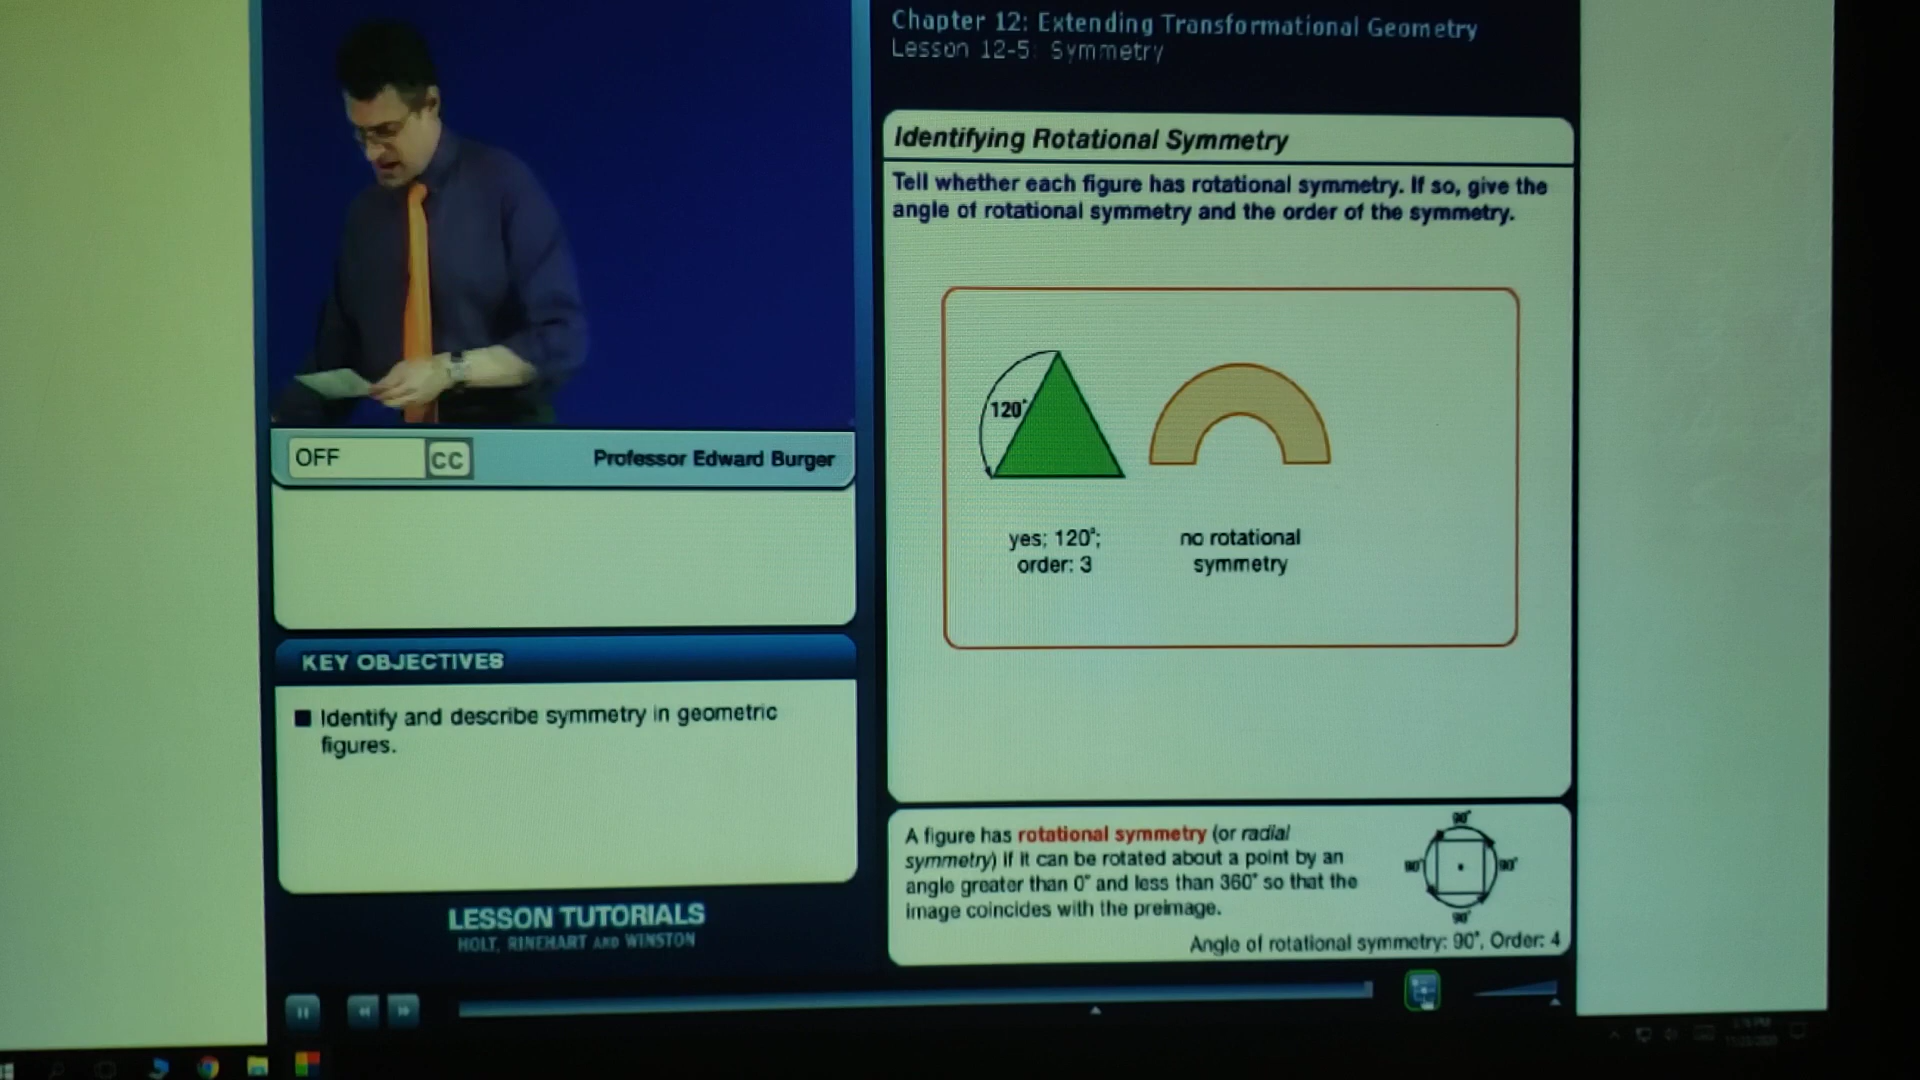 Chapter 12: Extending Transformational Geometry
Lesson 12-5: Symmetry
Identifying Rotational Symmetry
Tell whether each figure has rotational symmetry. If so, give the
angle of rotational symmetry and the order of the symmetry.
120°
yes; 120°;
order: 3
no rotational
symmetry
OFF
CC
Professor Edward Burger
KEY OBJECTIVES
Identify and describe symmetry in geometric
figures.
LESSON TUTORIALS
HOLT, RINEHART AND WINSTON
A figure has rotational symmetry (or radial
symmetry) if it can be rotated about a point by an
angle greater than 0° and less than 360° so that the
image coincides with the preimage.
90°
90°
90°
90°
Angle of rotational symmetry: 90°, Order: 4